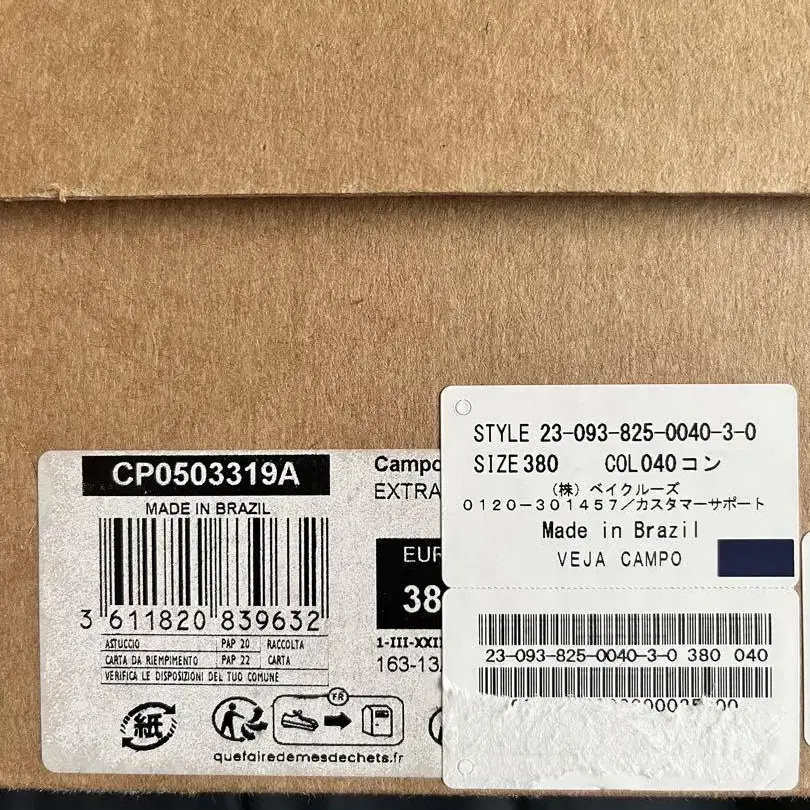 CP0503319A
MADE IN BRAZIL
3 611820 839632
ASTUCCIO PAP 20 RACCOLTA
CARTA DA RIEMPIMENTO PAP 22 CARTA
VERIFICA LE DISPOSIZIONI DEL TUO COMUNE
紙
FR
quefairedemesdechets.fr
Campo
EXTRA
EUR
38
1-III-XXII
163-13
STYLE 23-093-825-0040-3-0
SIZE 380 COL 040 コン
(株) ベイクルーズ
0120-301457/カスタマーサポート
Made in Brazil
VEJA CAMPO
23-093-825-0040-3-0 380 040